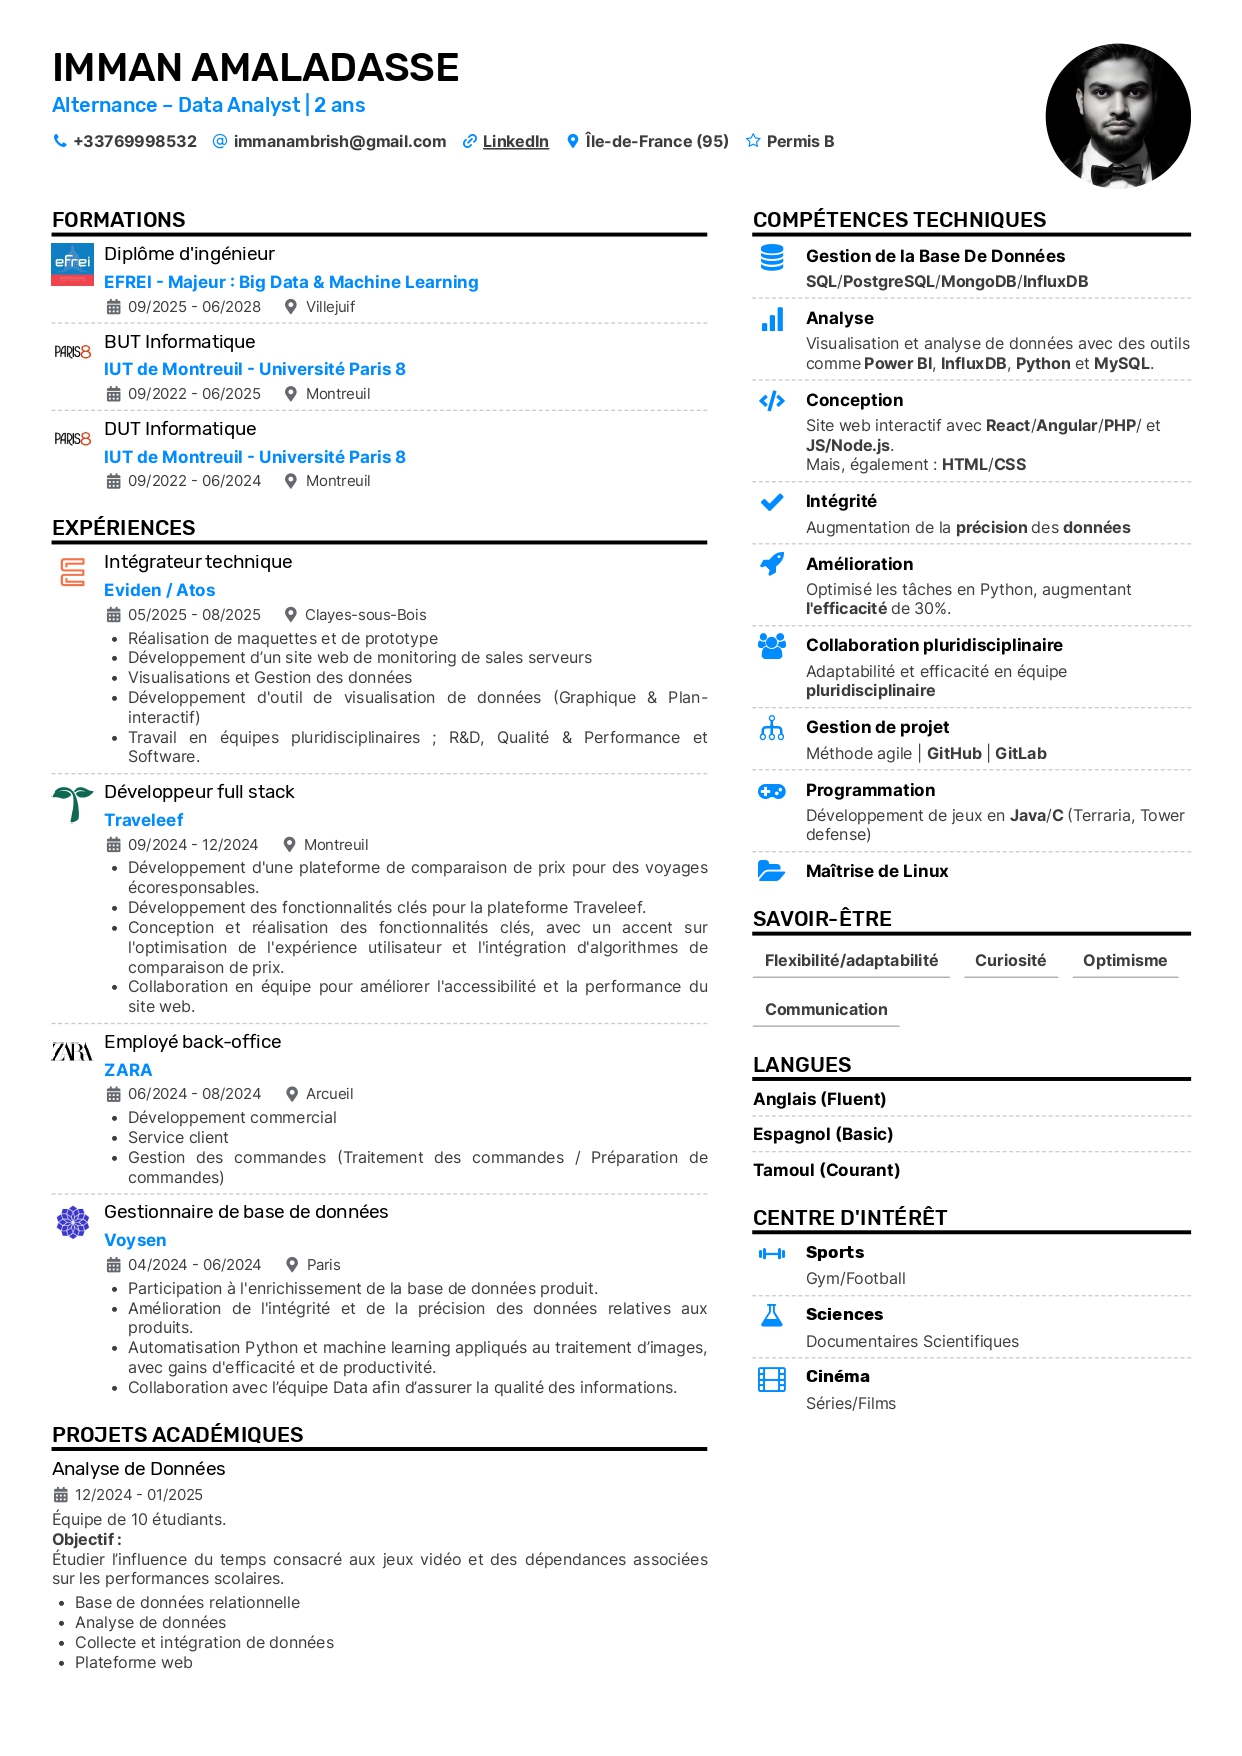 IMMAN AMALADASSE
Alternance – Data Analyst | 2 ans
+33769998532 immanambrish@gmail.com LinkedIn Île-de-France (95) Permis B
FORMATIONS
efrei
Diplôme d'ingénieur
EFREI - Majeur : Big Data & Machine Learning
09/2025 - 06/2028 Villejuif
PARIS8
BUT Informatique
IUT de Montreuil - Université Paris 8
09/2022 - 06/2025 Montreuil
PARIS8
DUT Informatique
IUT de Montreuil - Université Paris 8
09/2022 - 06/2024 Montreuil
EXPÉRIENCES
Intégrateur technique
Eviden / Atos
05/2025 - 08/2025 Clayes-sous-Bois
• Réalisation de maquettes et de prototype
• Développement d’un site web de monitoring de sales serveurs
• Visualisations et Gestion des données
• Développement d'outil de visualisation de données (Graphique & Plan-
interactif)
• Travail en équipes pluridisciplinaires ; R&D, Qualité & Performance et
Software.
Développeur full stack
Traveleef
09/2024 - 12/2024 Montreuil
• Développement d'une plateforme de comparaison de prix pour des voyages
écoresponsables.
• Développement des fonctionnalités clés pour la plateforme Traveleef.
• Conception et réalisation des fonctionnalités clés, avec un accent sur
l'optimisation de l'expérience utilisateur et l'intégration d'algorithmes de
comparaison de prix.
• Collaboration en équipe pour améliorer l'accessibilité et la performance du
site web.
ZARA
Employé back-office
ZARA
06/2024 - 08/2024 Arcueil
• Développement commercial
• Service client
• Gestion des commandes (Traitement des commandes / Préparation de
commandes)
Gestionnaire de base de données
Voysen
04/2024 - 06/2024 Paris
• Participation à l'enrichissement de la base de données produit.
• Amélioration de l'intégrité et de la précision des données relatives aux
produits.
• Automatisation Python et machine learning appliqués au traitement d’images,
avec gains d'efficacité et de productivité.
• Collaboration avec l’équipe Data afin d’assurer la qualité des informations.
PROJETS ACADÉMIQUES
Analyse de Données
12/2024 - 01/2025
Équipe de 10 étudiants.
Objectif :
Étudier l’influence du temps consacré aux jeux vidéo et des dépendances associées
sur les performances scolaires.
• Base de données relationnelle
• Analyse de données
• Collecte et intégration de données
• Plateforme web
COMPÉTENCES TECHNIQUES
Gestion de la Base De Données
SQL/PostgreSQL/MongoDB/InfluxDB
Analyse
Visualisation et analyse de données avec des outils
comme Power BI, InfluxDB, Python et MySQL.
Conception
Site web interactif avec React/Angular/PHP/ et
JS/Node.js.
Mais, également : HTML/CSS
Intégrité
Augmentation de la précision des données
Amélioration
Optimisé les tâches en Python, augmentant
l'efficacité de 30%.
Collaboration pluridisciplinaire
Adaptabilité et efficacité en équipe
pluridisciplinaire
Gestion de projet
Méthode agile | GitHub | GitLab
Programmation
Développement de jeux en Java/C (Terraria, Tower
defense)
Maîtrise de Linux
SAVOIR-ÊTRE
Flexibilité/adaptabilité Curiosité Optimisme
Communication
LANGUES
Anglais (Fluent)
Espagnol (Basic)
Tamoul (Courant)
CENTRE D'INTÉRÊT
Sports
Gym/Football
Sciences
Documentaires Scientifiques
Cinéma
Séries/Films